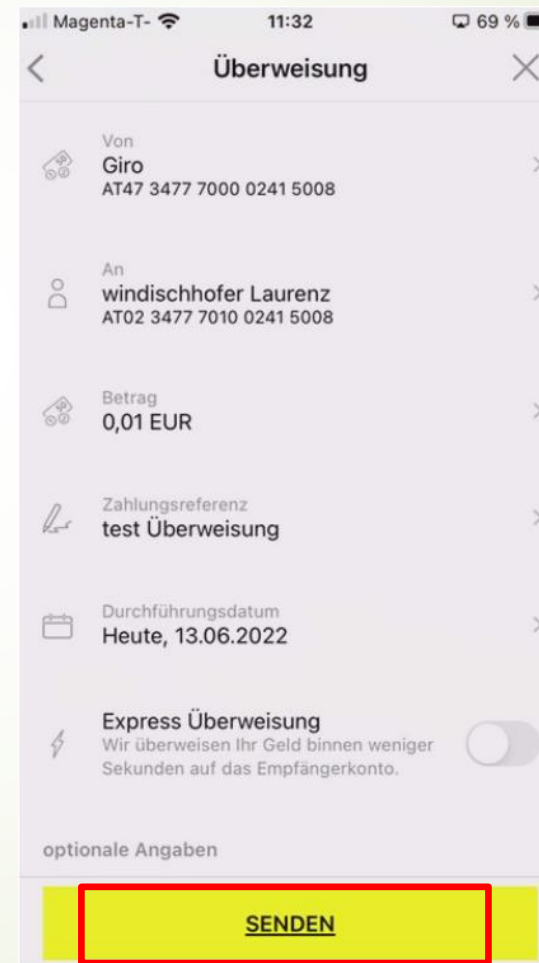 Magenta-T-
11:32
69 %
Überweisung
Von
Giro
AT47 3477 7000 0241 5008
An
windischhofer Laurenz
AT02 3477 7010 0241 5008
Betrag
0,01 EUR
Zahlungsreferenz
test Überweisung
Durchführungsdatum
Heute, 13.06.2022
Express Überweisung
Wir überweisen Ihr Geld binnen weniger
Sekunden auf das Empfängerkonto.
optionale Angaben
SENDEN